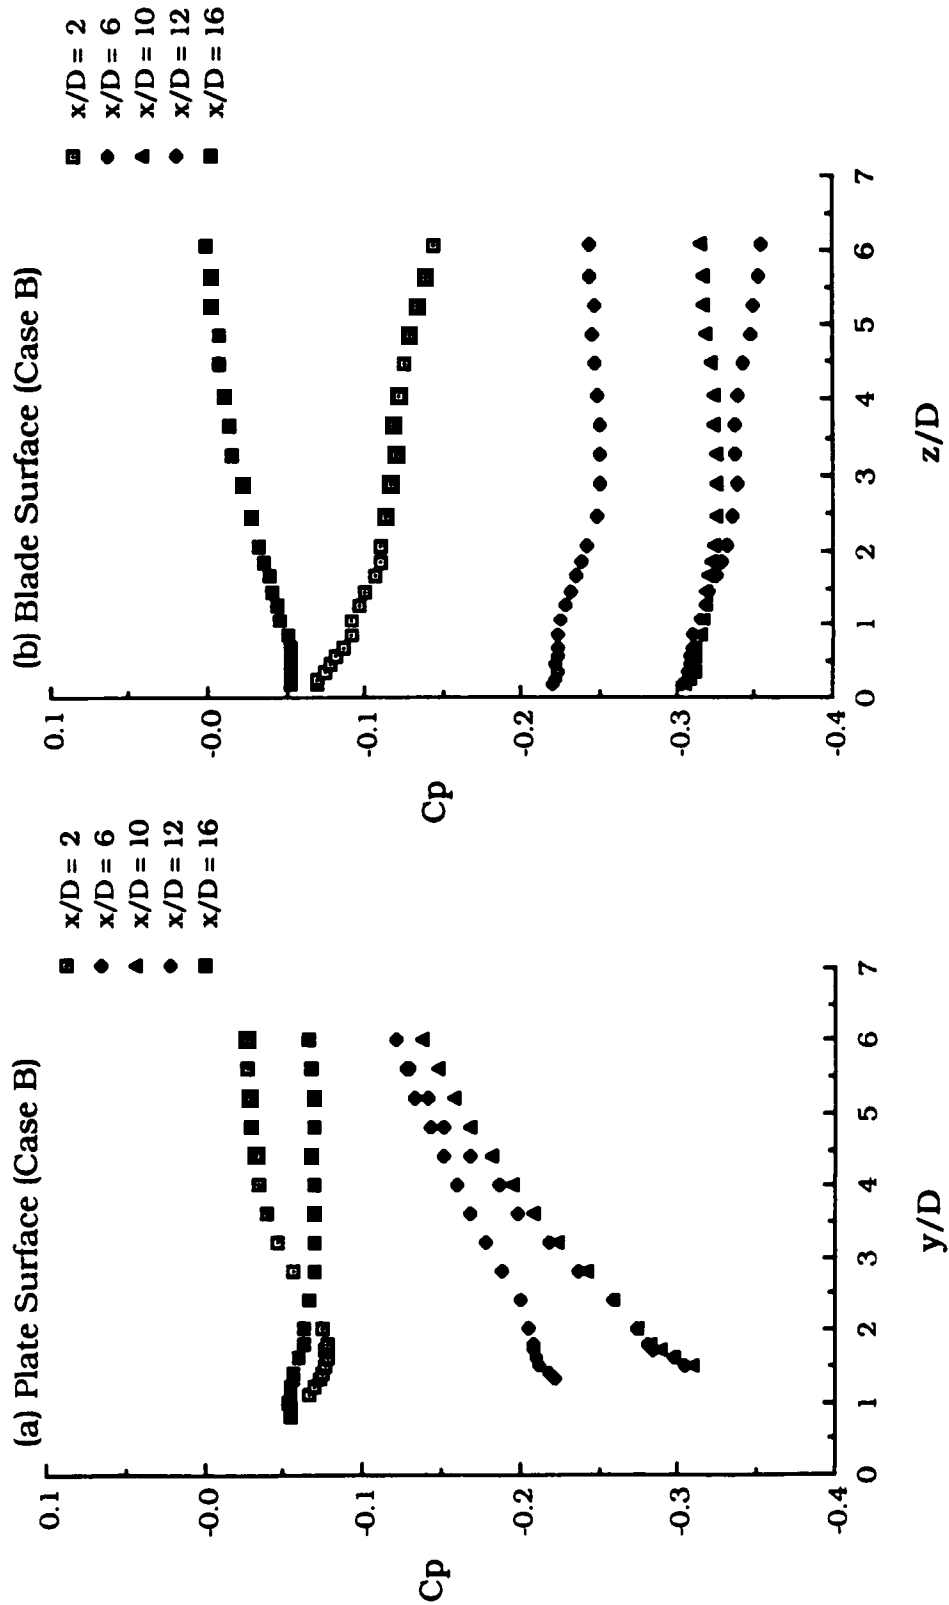 (a) Plate Surface (Case B)
x/D = 2
x/D = 6
x/D = 10
x/D = 12
x/D = 16
0.1
-0.0
-0.1
-0.2
-0.3
-0.4
Cp
0 1 2 3 4 5 6 7
y/D
(b) Blade Surface (Case B)
x/D = 2
x/D = 6
x/D = 10
x/D = 12
x/D = 16
0.1
-0.0
-0.1
-0.2
-0.3
-0.4
Cp
0 1 2 3 4 5 6 7
z/D